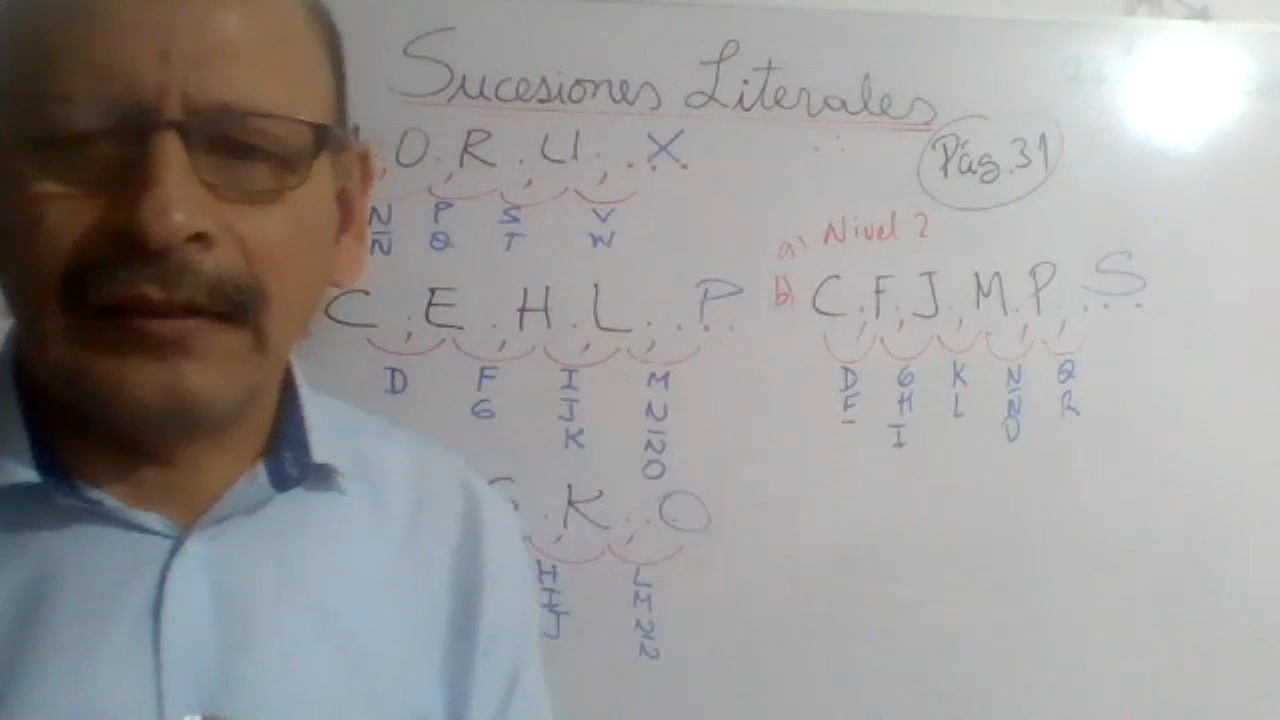 Sucesiones Literales
, O , R , U , . . X . .
N P S V
Ñ Q T W
Pág. 31
a) Nivel 2
C , E , H , L , . . P . .
D F I M
G J N
K Ñ
O
b) C , F , J , M , P , . . S . . .
D G K N Q
E H L Ñ R
I O
G , K , . . O
H L
I M
J N
Ñ